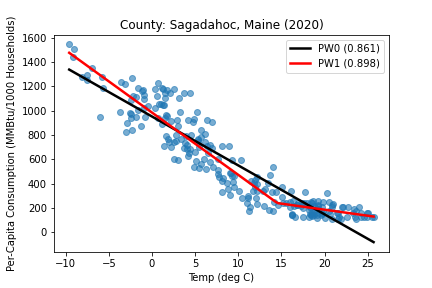 County: Sagadahoc, Maine (2020)
Per-Capita Consumption (MMBtu/1000 Households)
1600
1400
1200
1000
800
600
400
200
0
PW0 (0.861)
PW1 (0.898)
−10 −5 0 5 10 15 20 25
Temp (deg C)